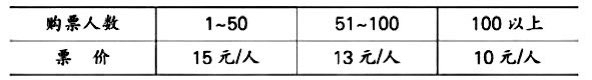 购票人数 1~50 51~100 100以上
票 价 15元/人 13元/人 10元/人